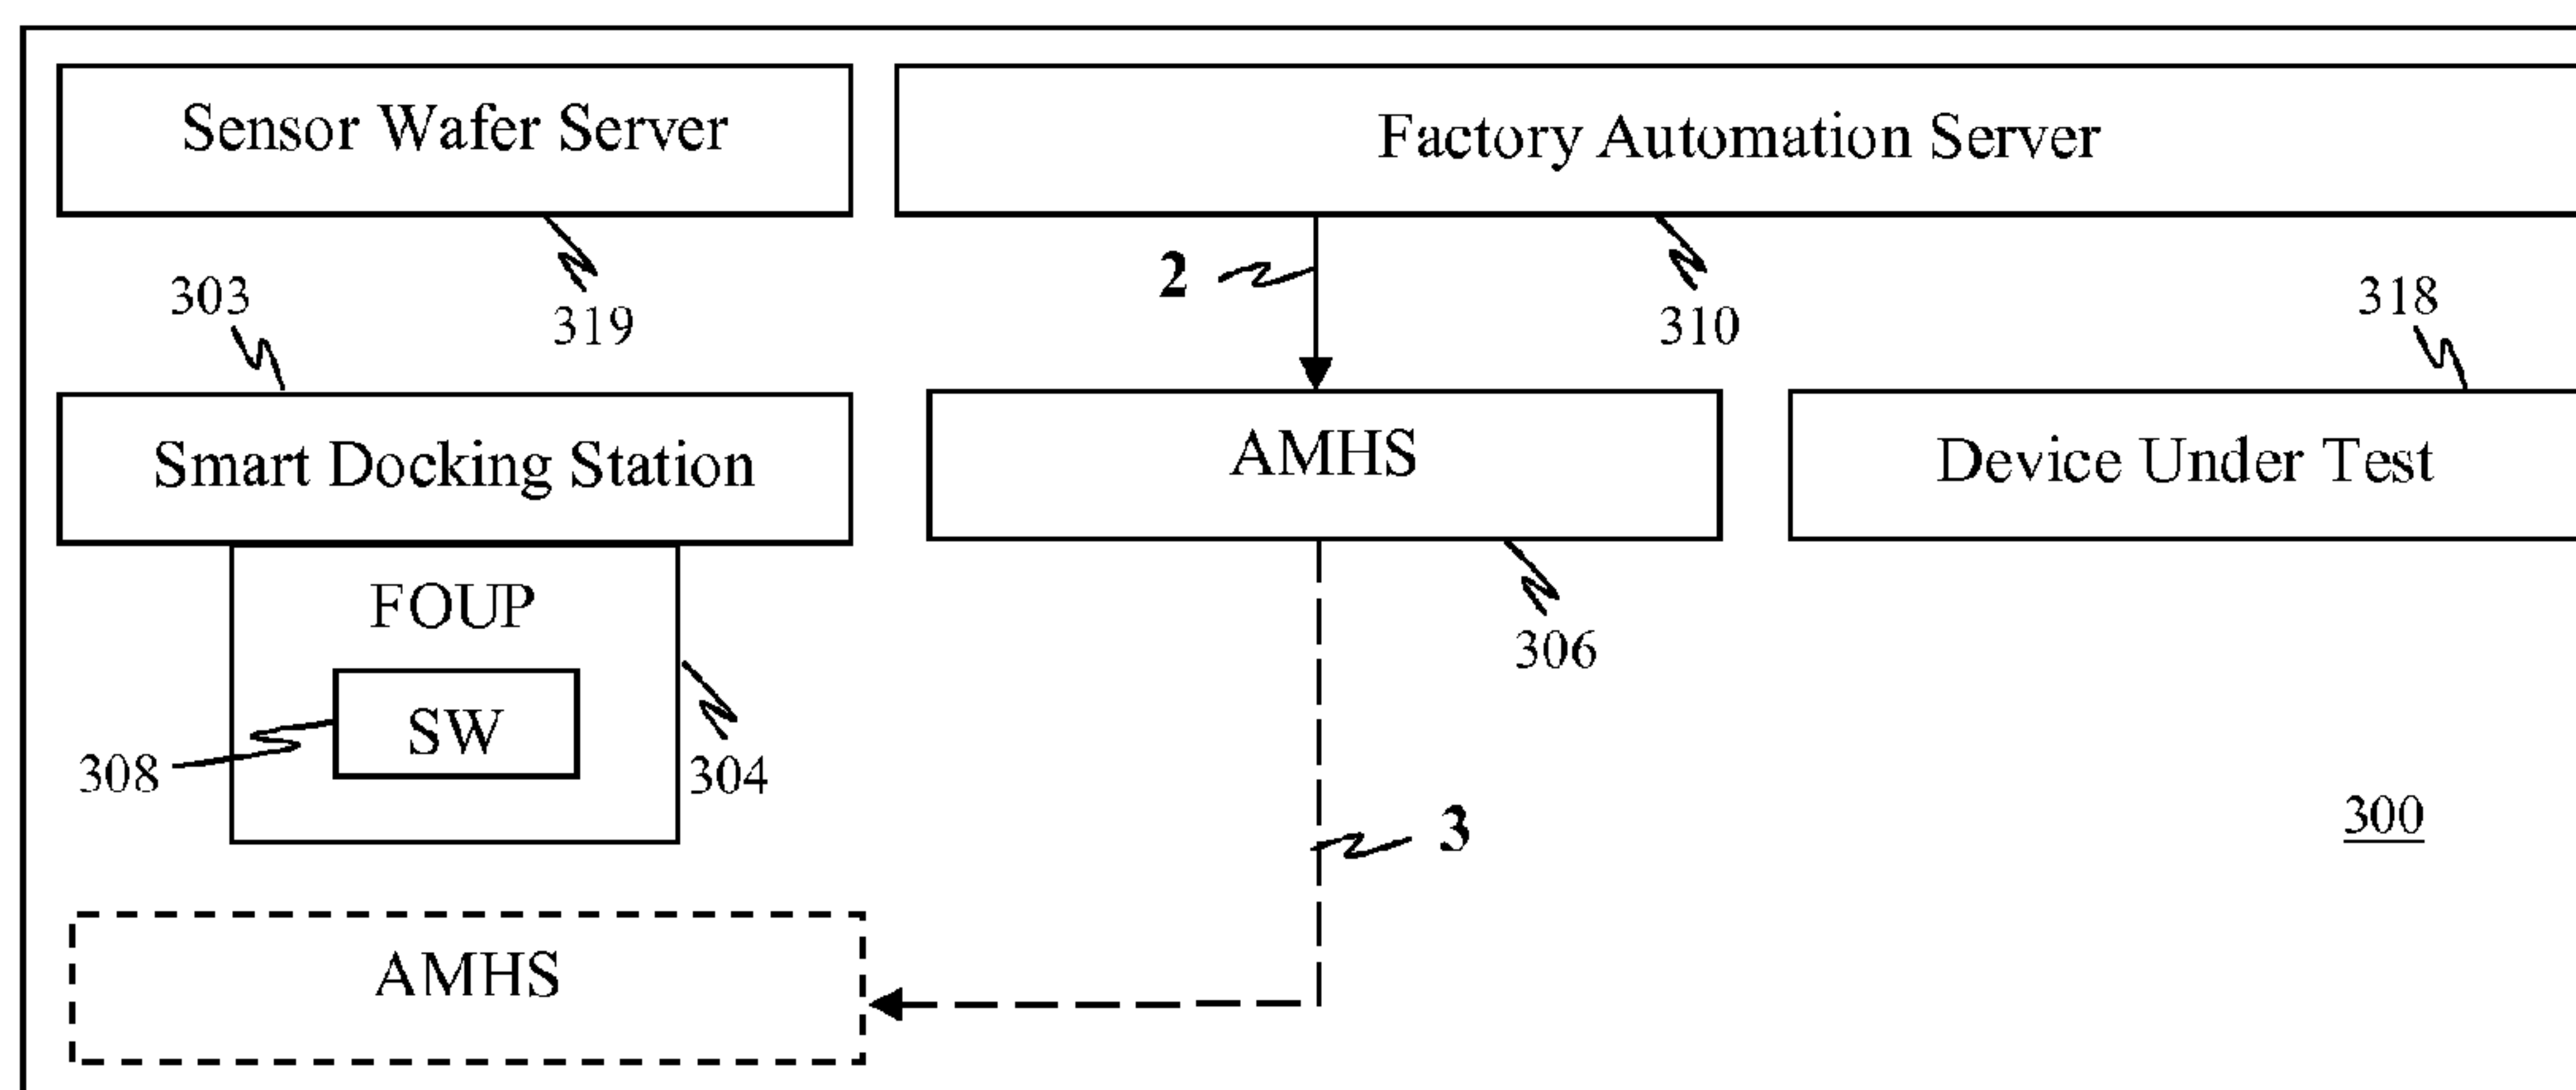 Sensor Wafer Server
Factory Automation Server
2
303
319
310
318
Smart Docking Station
AMHS
Device Under Test
FOUP
306
SW
308
304
300
3
AMHS